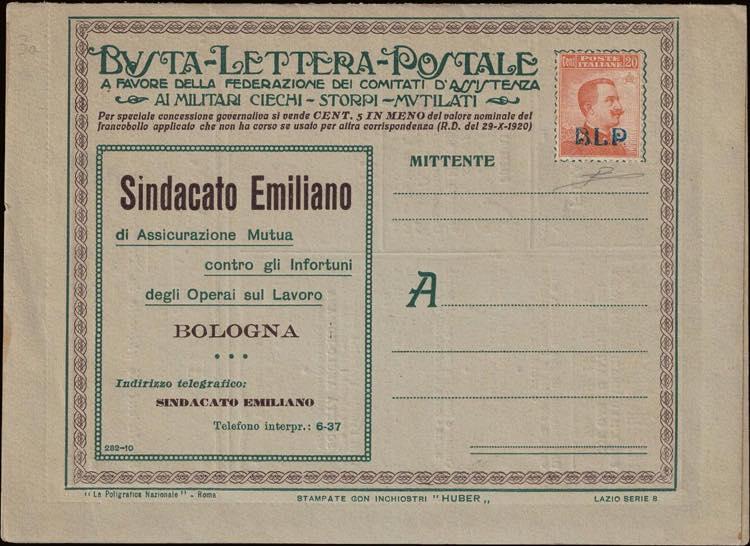 BUSTA-LETTERA-POSTALE
A FAVORE DELLA FEDERAZIONE DEI COMITATI D'ASSISTENZA
AI MILITARI CIECHI - STORPI - MUTILATI
Per speciale concessione governativa si vende CENT. 5 IN MENO del valore nominale del
francobollo applicato che non ha corso se usato per altra corrispondenza (R.D. del 29-X-1920)
Cent POSTE ITALIANE 20
B.L.P
MITTENTE
Sindacato Emiliano
di Assicurazione Mutua
contro gli Infortuni
degli Operai sul Lavoro
BOLOGNA
Indirizzo telegrafico:
SINDACATO EMILIANO
Telefono interpr.: 6-37
282-10
A
"La Poligrafica Nazionale" - Roma
STAMPATE CON INCHIOSTRI "HUBER„
LAZIO SERIE 8